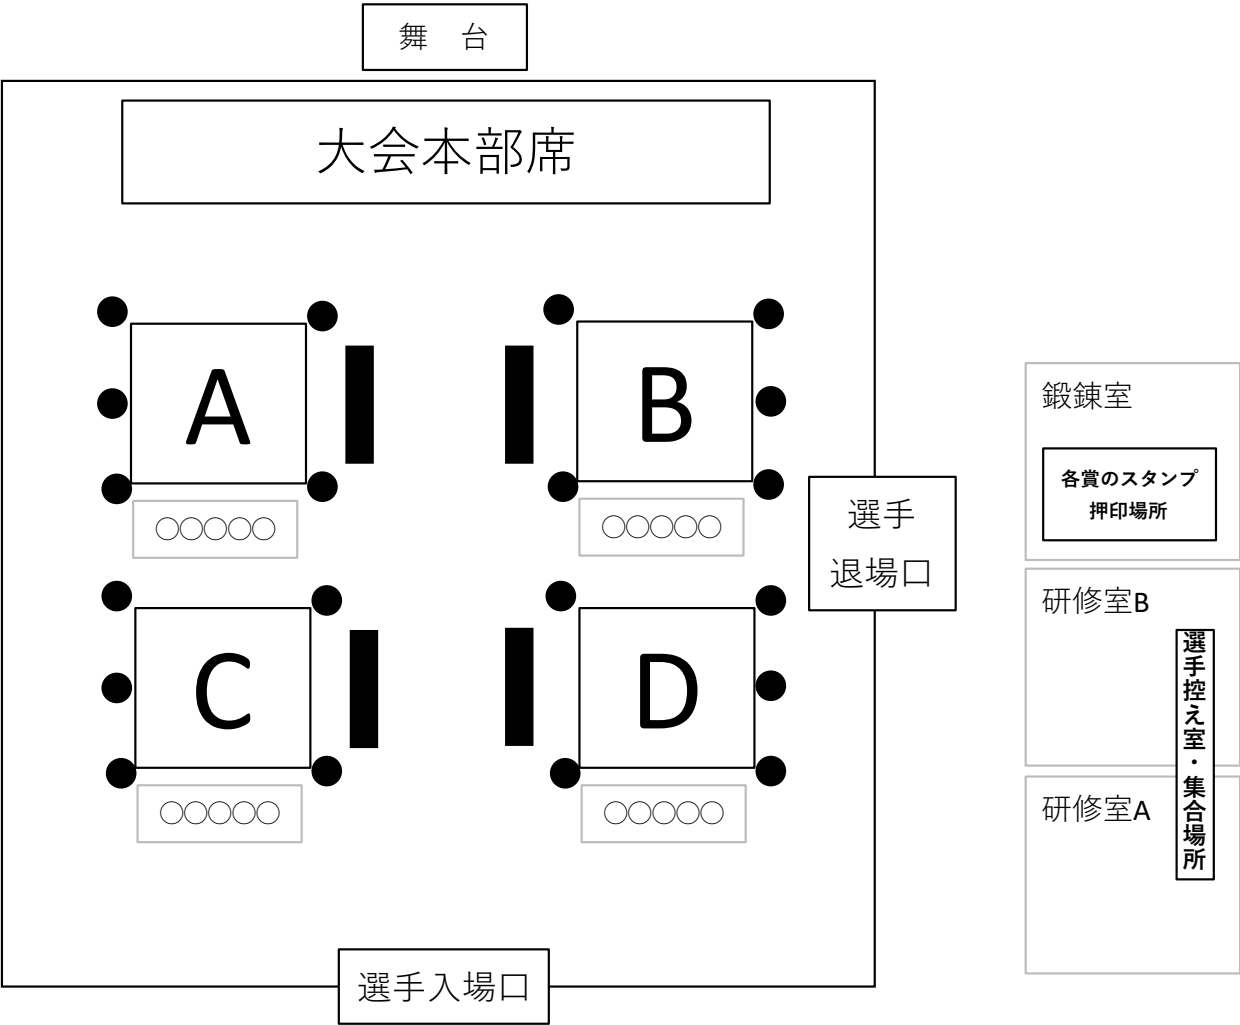 舞　台
大会本部席
A
B
○○○○○
○○○○○
選手
退場口
C
D
○○○○○
○○○○○
選手入場口
鍛錬室
各賞のスタンプ
押印場所
研修室B
選手控え室・集合場所
研修室A